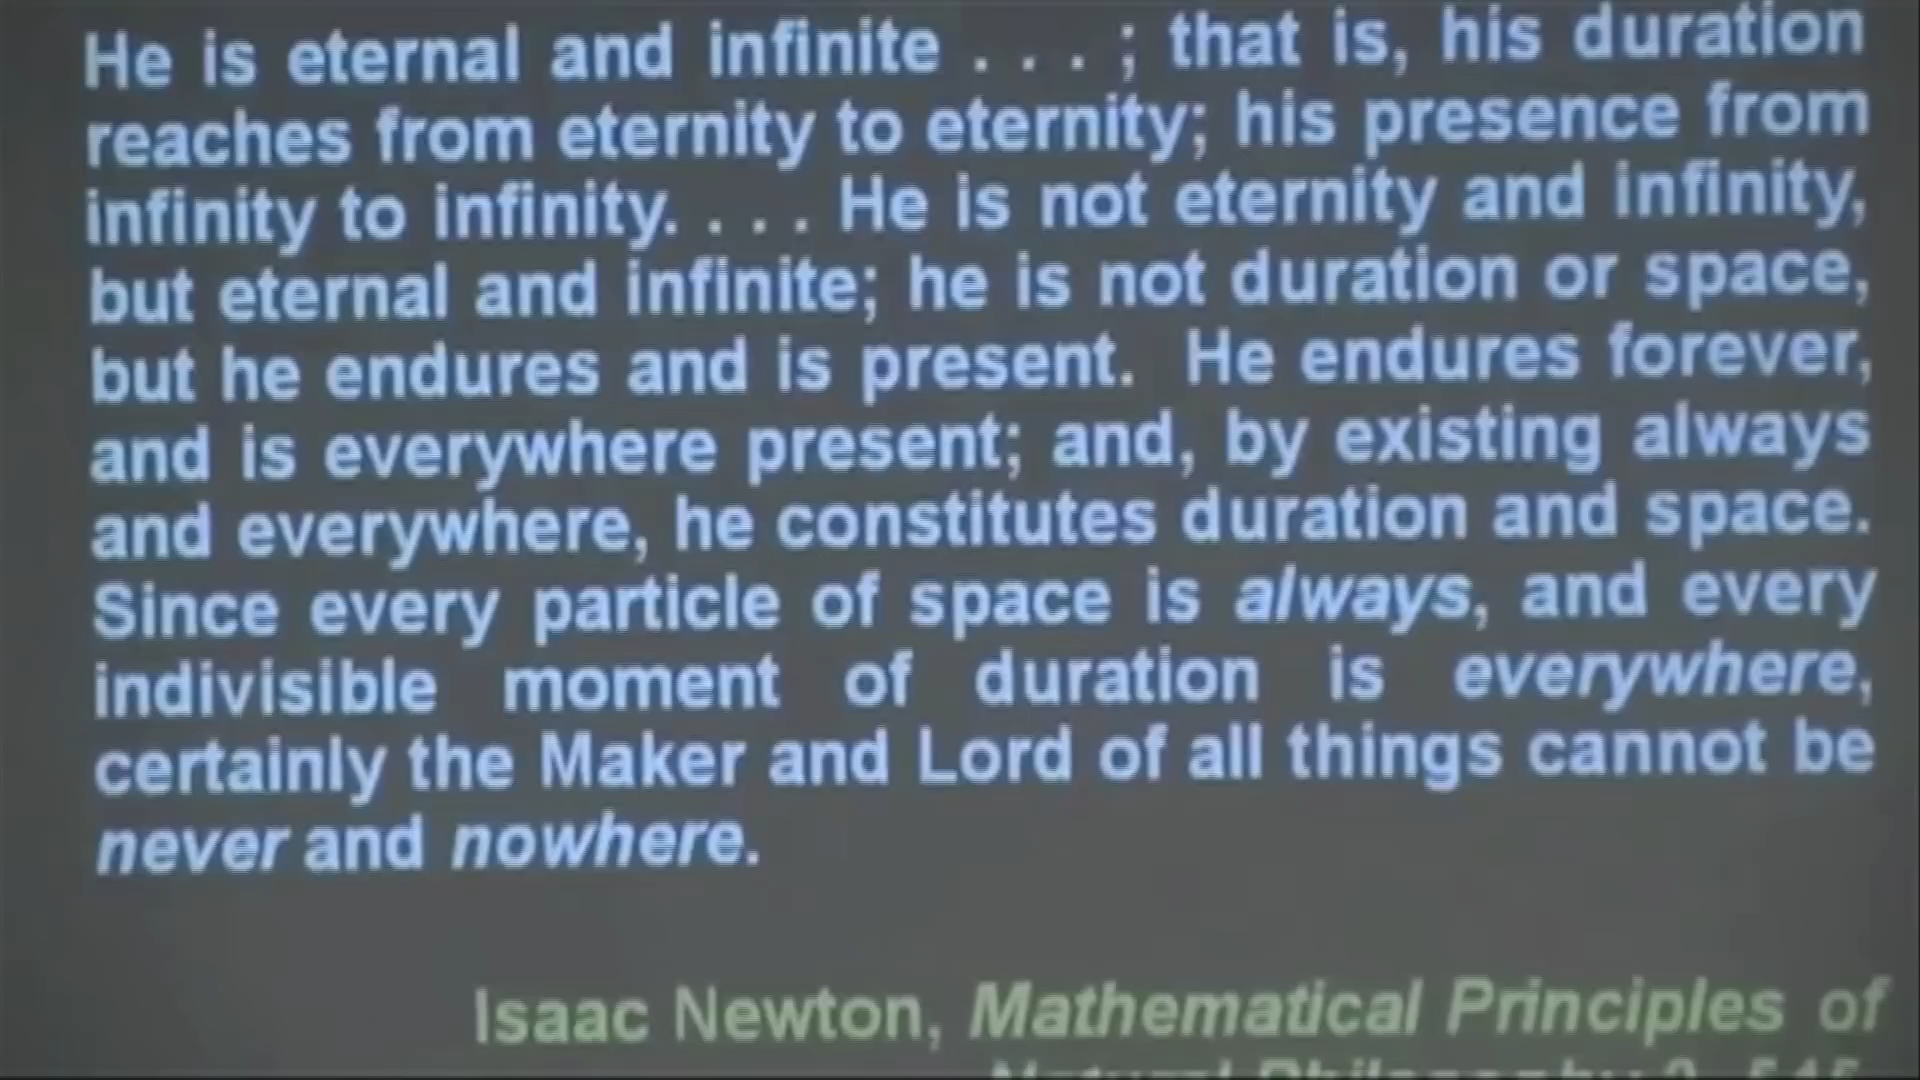 He is eternal and infinite . . . ; that is, his duration
reaches from eternity to eternity; his presence from
infinity to infinity. . . . He is not eternity and infinity,
but eternal and infinite; he is not duration or space,
but he endures and is present. He endures forever,
and is everywhere present; and, by existing always
and everywhere, he constitutes duration and space.
Since every particle of space is always, and every
indivisible moment of duration is everywhere,
certainly the Maker and Lord of all things cannot be
never and nowhere.
Isaac Newton, Mathematical Principles of
Natural Philosophy